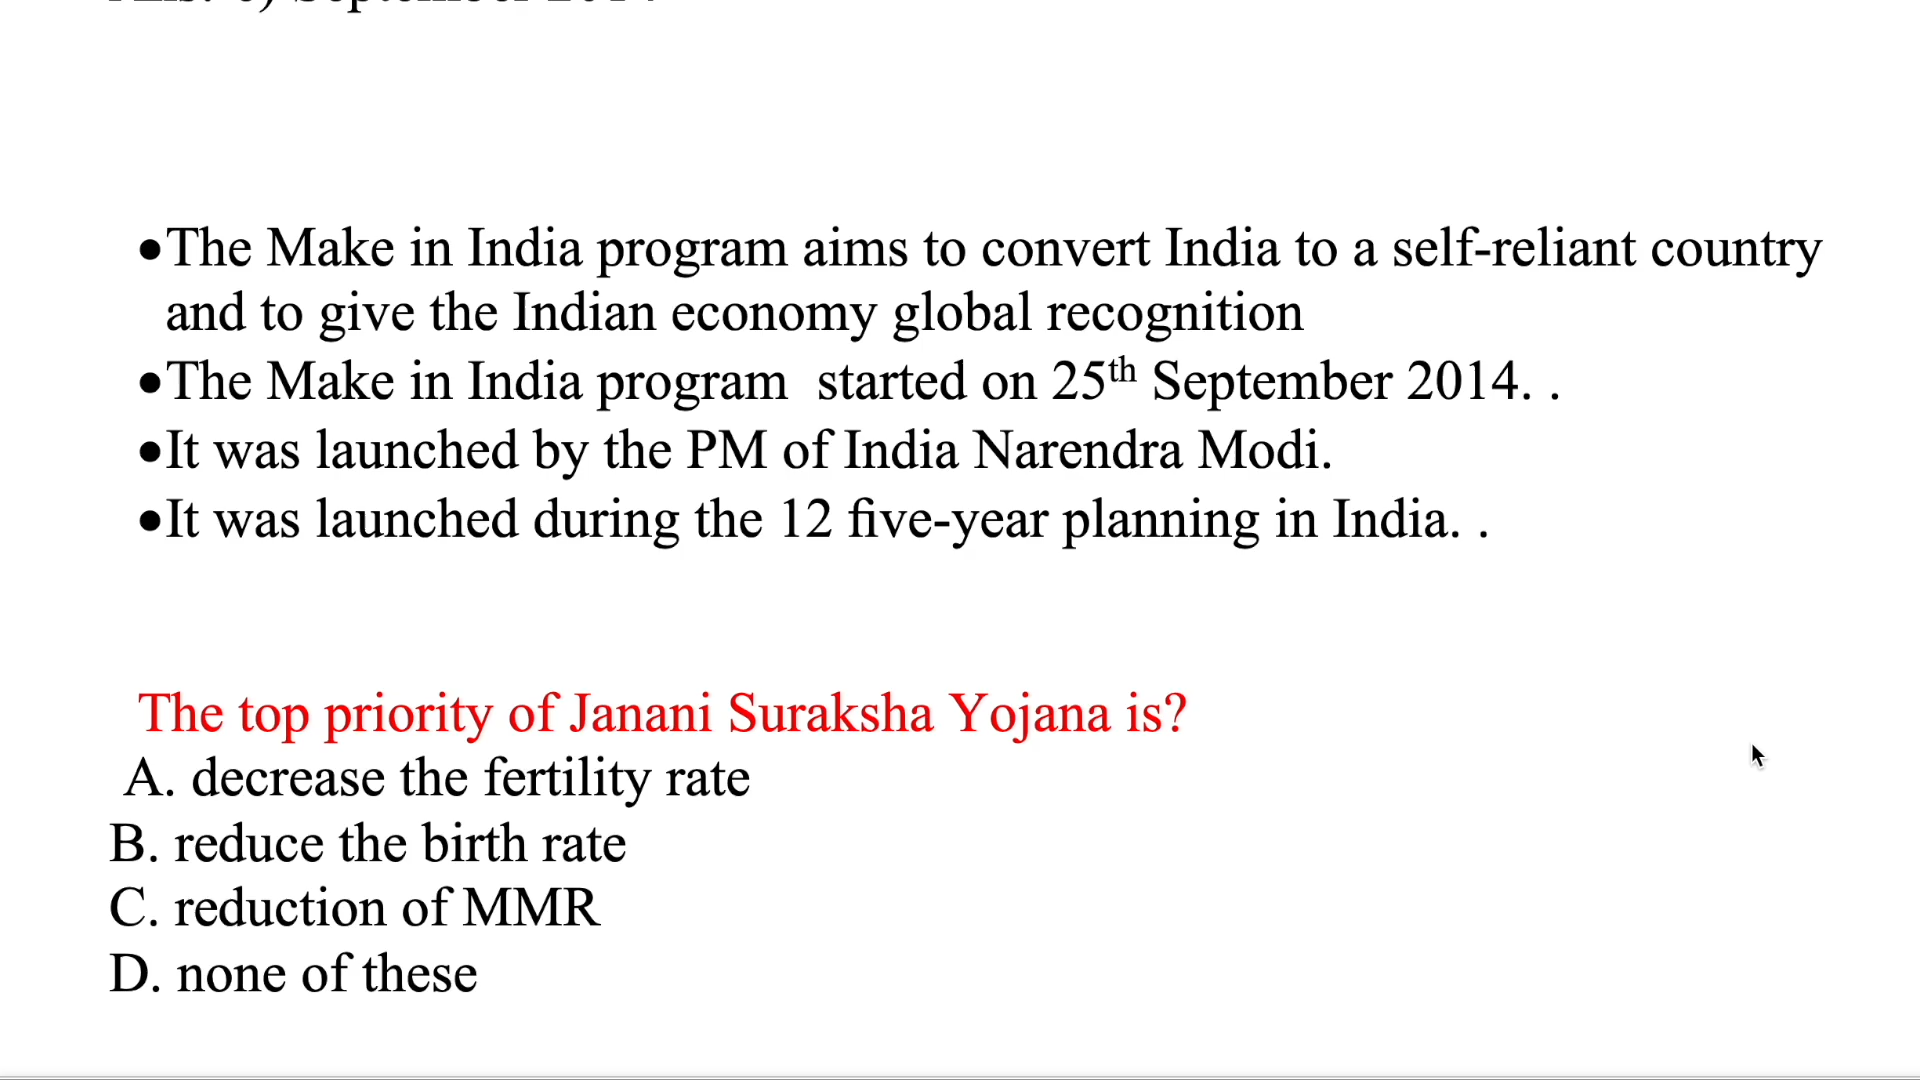 •The Make in India program aims to convert India to a self-reliant country
and to give the Indian economy global recognition
•The Make in India program  started on 25th September 2014. .
•It was launched by the PM of India Narendra Modi.
•It was launched during the 12 five-year planning in India. .
The top priority of Janani Suraksha Yojana is?
A. decrease the fertility rate
B. reduce the birth rate
C. reduction of MMR
D. none of these